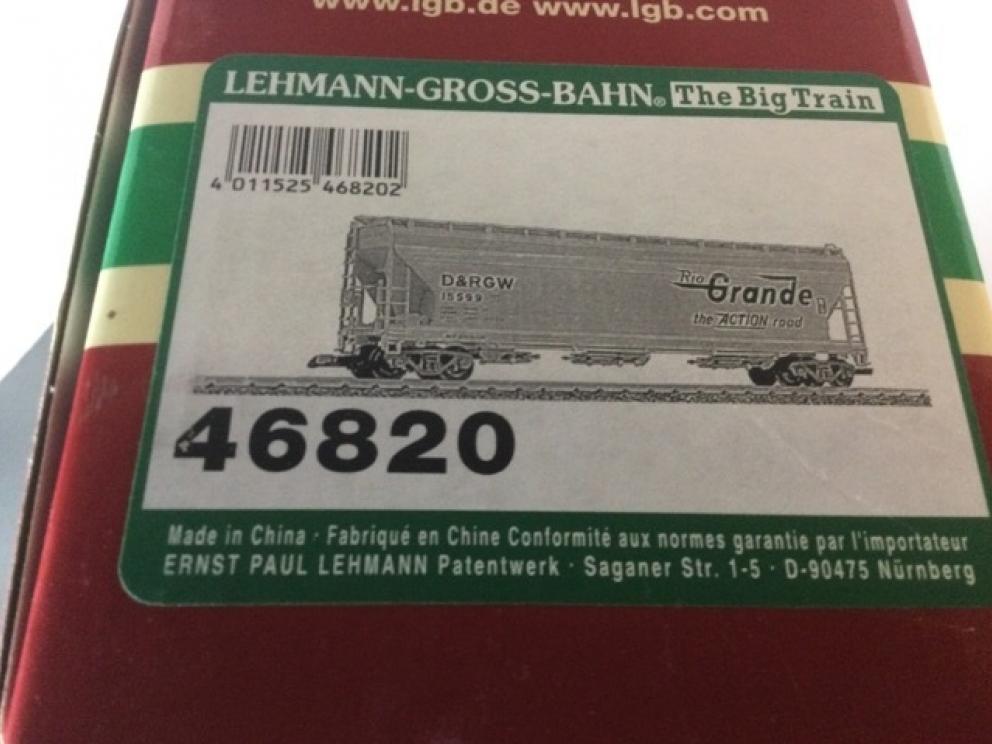 www.lgb.de www.lgb.com
LEHMANN-GROSS-BAHN® The Big Train
4 011525 468202
D&RGW
15599
Rio
Grande
the ACTION road
46820
Made in China · Fabriqué en Chine Conformité aux normes garantie par l'importateur
ERNST PAUL LEHMANN Patentwerk · Saganer Str. 1-5 · D-90475 Nürnberg